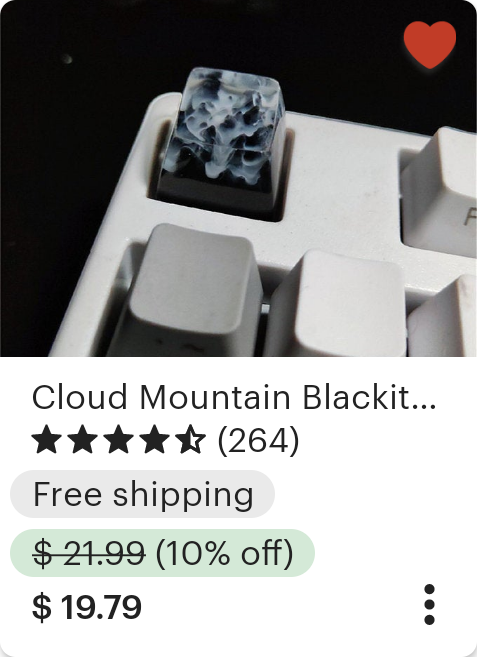 F
Cloud Mountain Blackit...
(264)
Free shipping
$ 21.99 (10% off)
$ 19.79